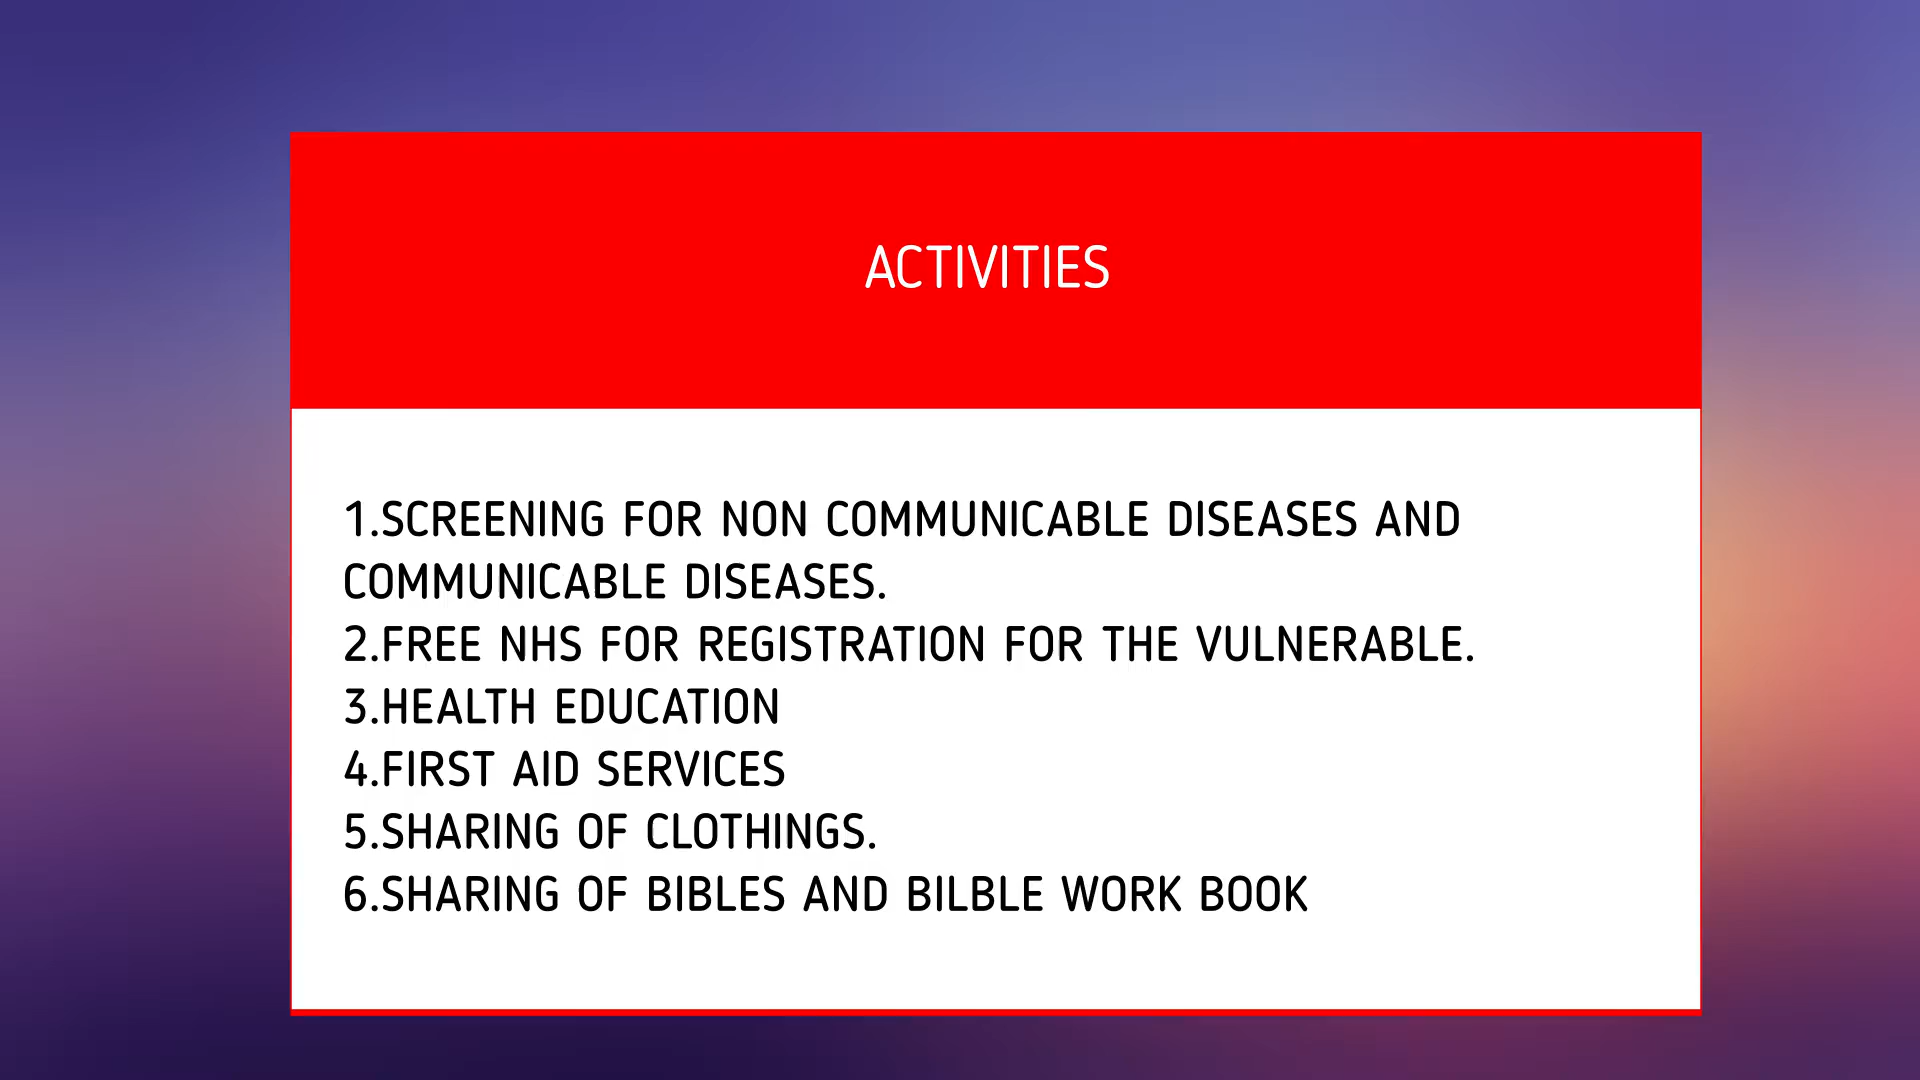 ACTIVITIES
1.SCREENING FOR NON COMMUNICABLE DISEASES AND
COMMUNICABLE DISEASES.
2.FREE NHS FOR REGISTRATION FOR THE VULNERABLE.
3.HEALTH EDUCATION
4.FIRST AID SERVICES
5.SHARING OF CLOTHINGS.
6.SHARING OF BIBLES AND BILBLE WORK BOOK